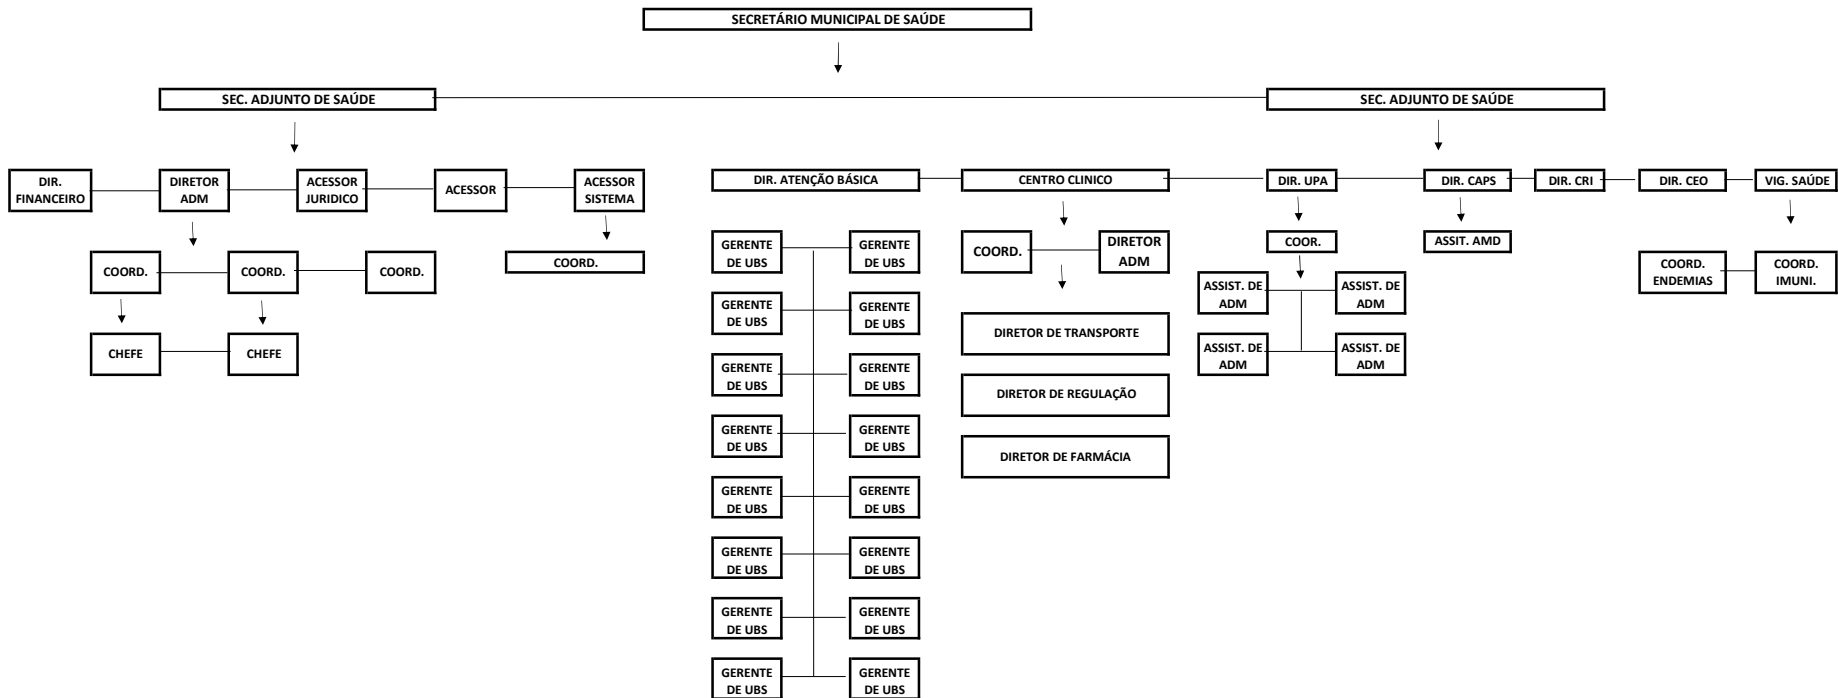 SECRETÁRIO MUNICIPAL DE SAÚDE
SEC. ADJUNTO DE SAÚDE
SEC. ADJUNTO DE SAÚDE
DIR.
FINANCEIRO
DIRETOR
ADM
ACESSOR
JURIDICO
ACESSOR
ACESSOR
SISTEMA
DIR. ATENÇÃO BÁSICA
CENTRO CLINICO
DIR. UPA
DIR. CAPS
DIR. CRI
DIR. CEO
VIG. SAÚDE
COORD.
COORD.
COORD.
COORD.
CHEFE
CHEFE
GERENTE
DE UBS
GERENTE
DE UBS
GERENTE
DE UBS
GERENTE
DE UBS
GERENTE
DE UBS
GERENTE
DE UBS
GERENTE
DE UBS
GERENTE
DE UBS
GERENTE
DE UBS
GERENTE
DE UBS
GERENTE
DE UBS
GERENTE
DE UBS
GERENTE
DE UBS
GERENTE
DE UBS
GERENTE
DE UBS
GERENTE
DE UBS
COORD.
DIRETOR
ADM
DIRETOR DE TRANSPORTE
DIRETOR DE REGULAÇÃO
DIRETOR DE FARMÁCIA
COOR.
ASSIST. DE
ADM
ASSIST. DE
ADM
ASSIST. DE
ADM
ASSIST. DE
ADM
ASSIT. AMD
COORD.
ENDEMIAS
COORD.
IMUNI.